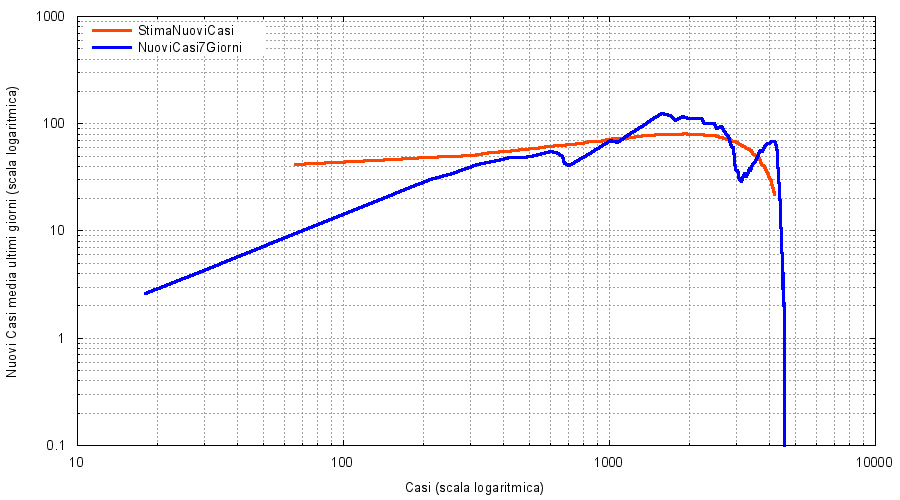 1000
100
10
1
0.1
StimaNuoviCasi
NuoviCasi7Giorni
Nuovi Casi media ultimi giorni (scala logaritmica)
10
100
1000
10000
Casi (scala logaritmica)